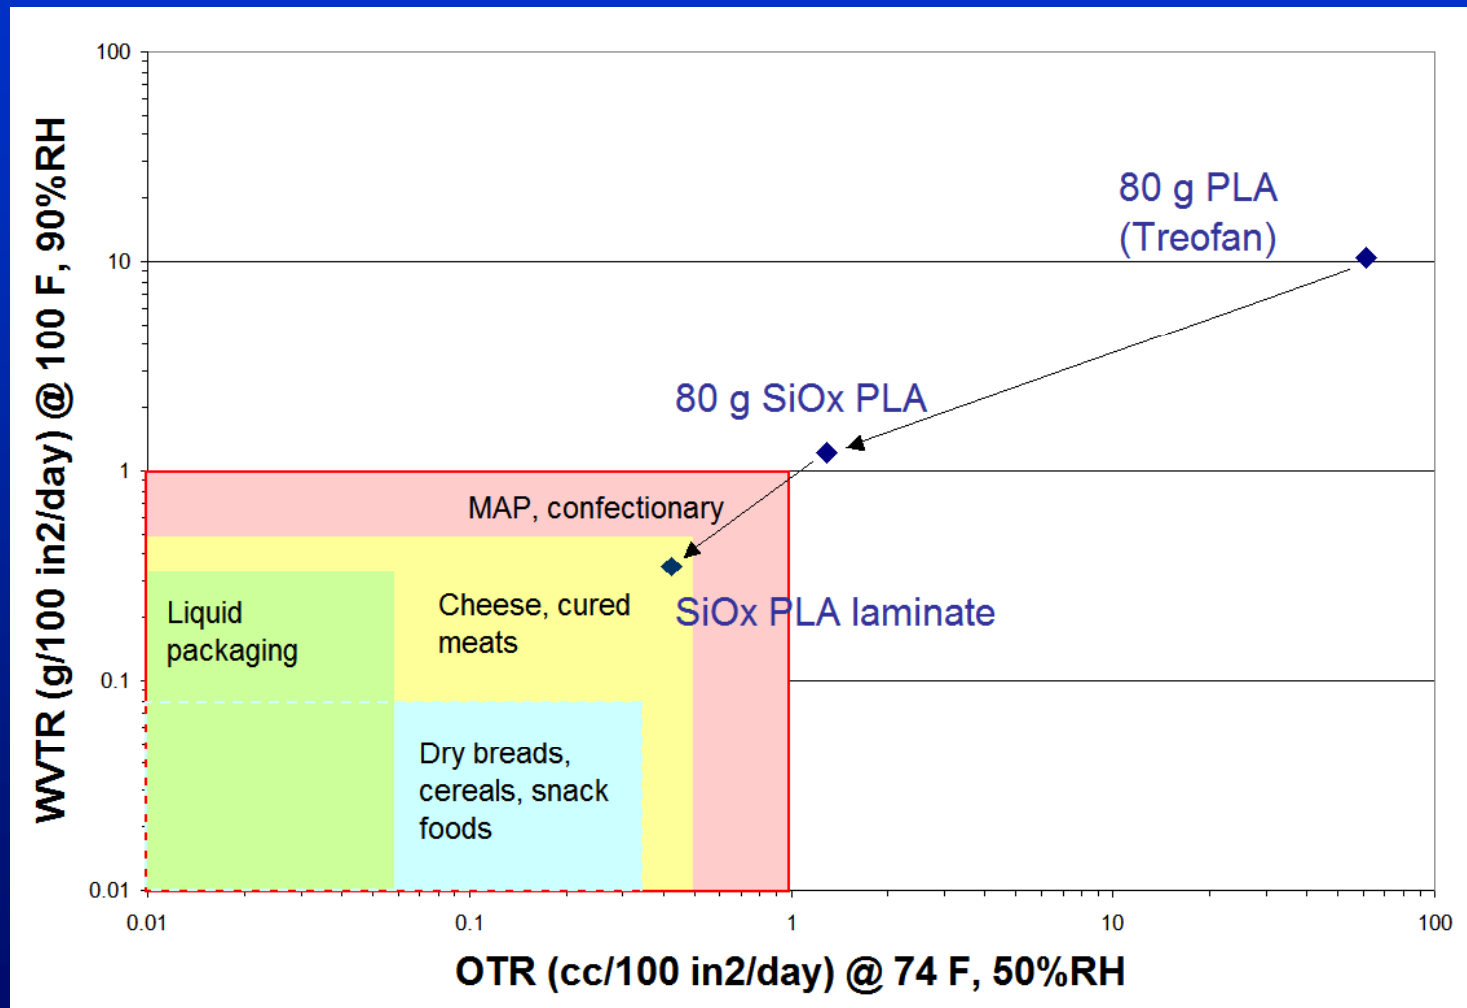 100
10
1
0.1
0.01
0.01
0.1
1
10
100
WVTR (g/100 in2/day) @ 100 F, 90%RH
OTR (cc/100 in2/day) @ 74 F, 50%RH
80 g PLA
(Treofan)
80 g SiOx PLA
MAP, confectionary
SiOx PLA laminate
Cheese, cured
meats
Liquid
packaging
Dry breads,
cereals, snack
foods